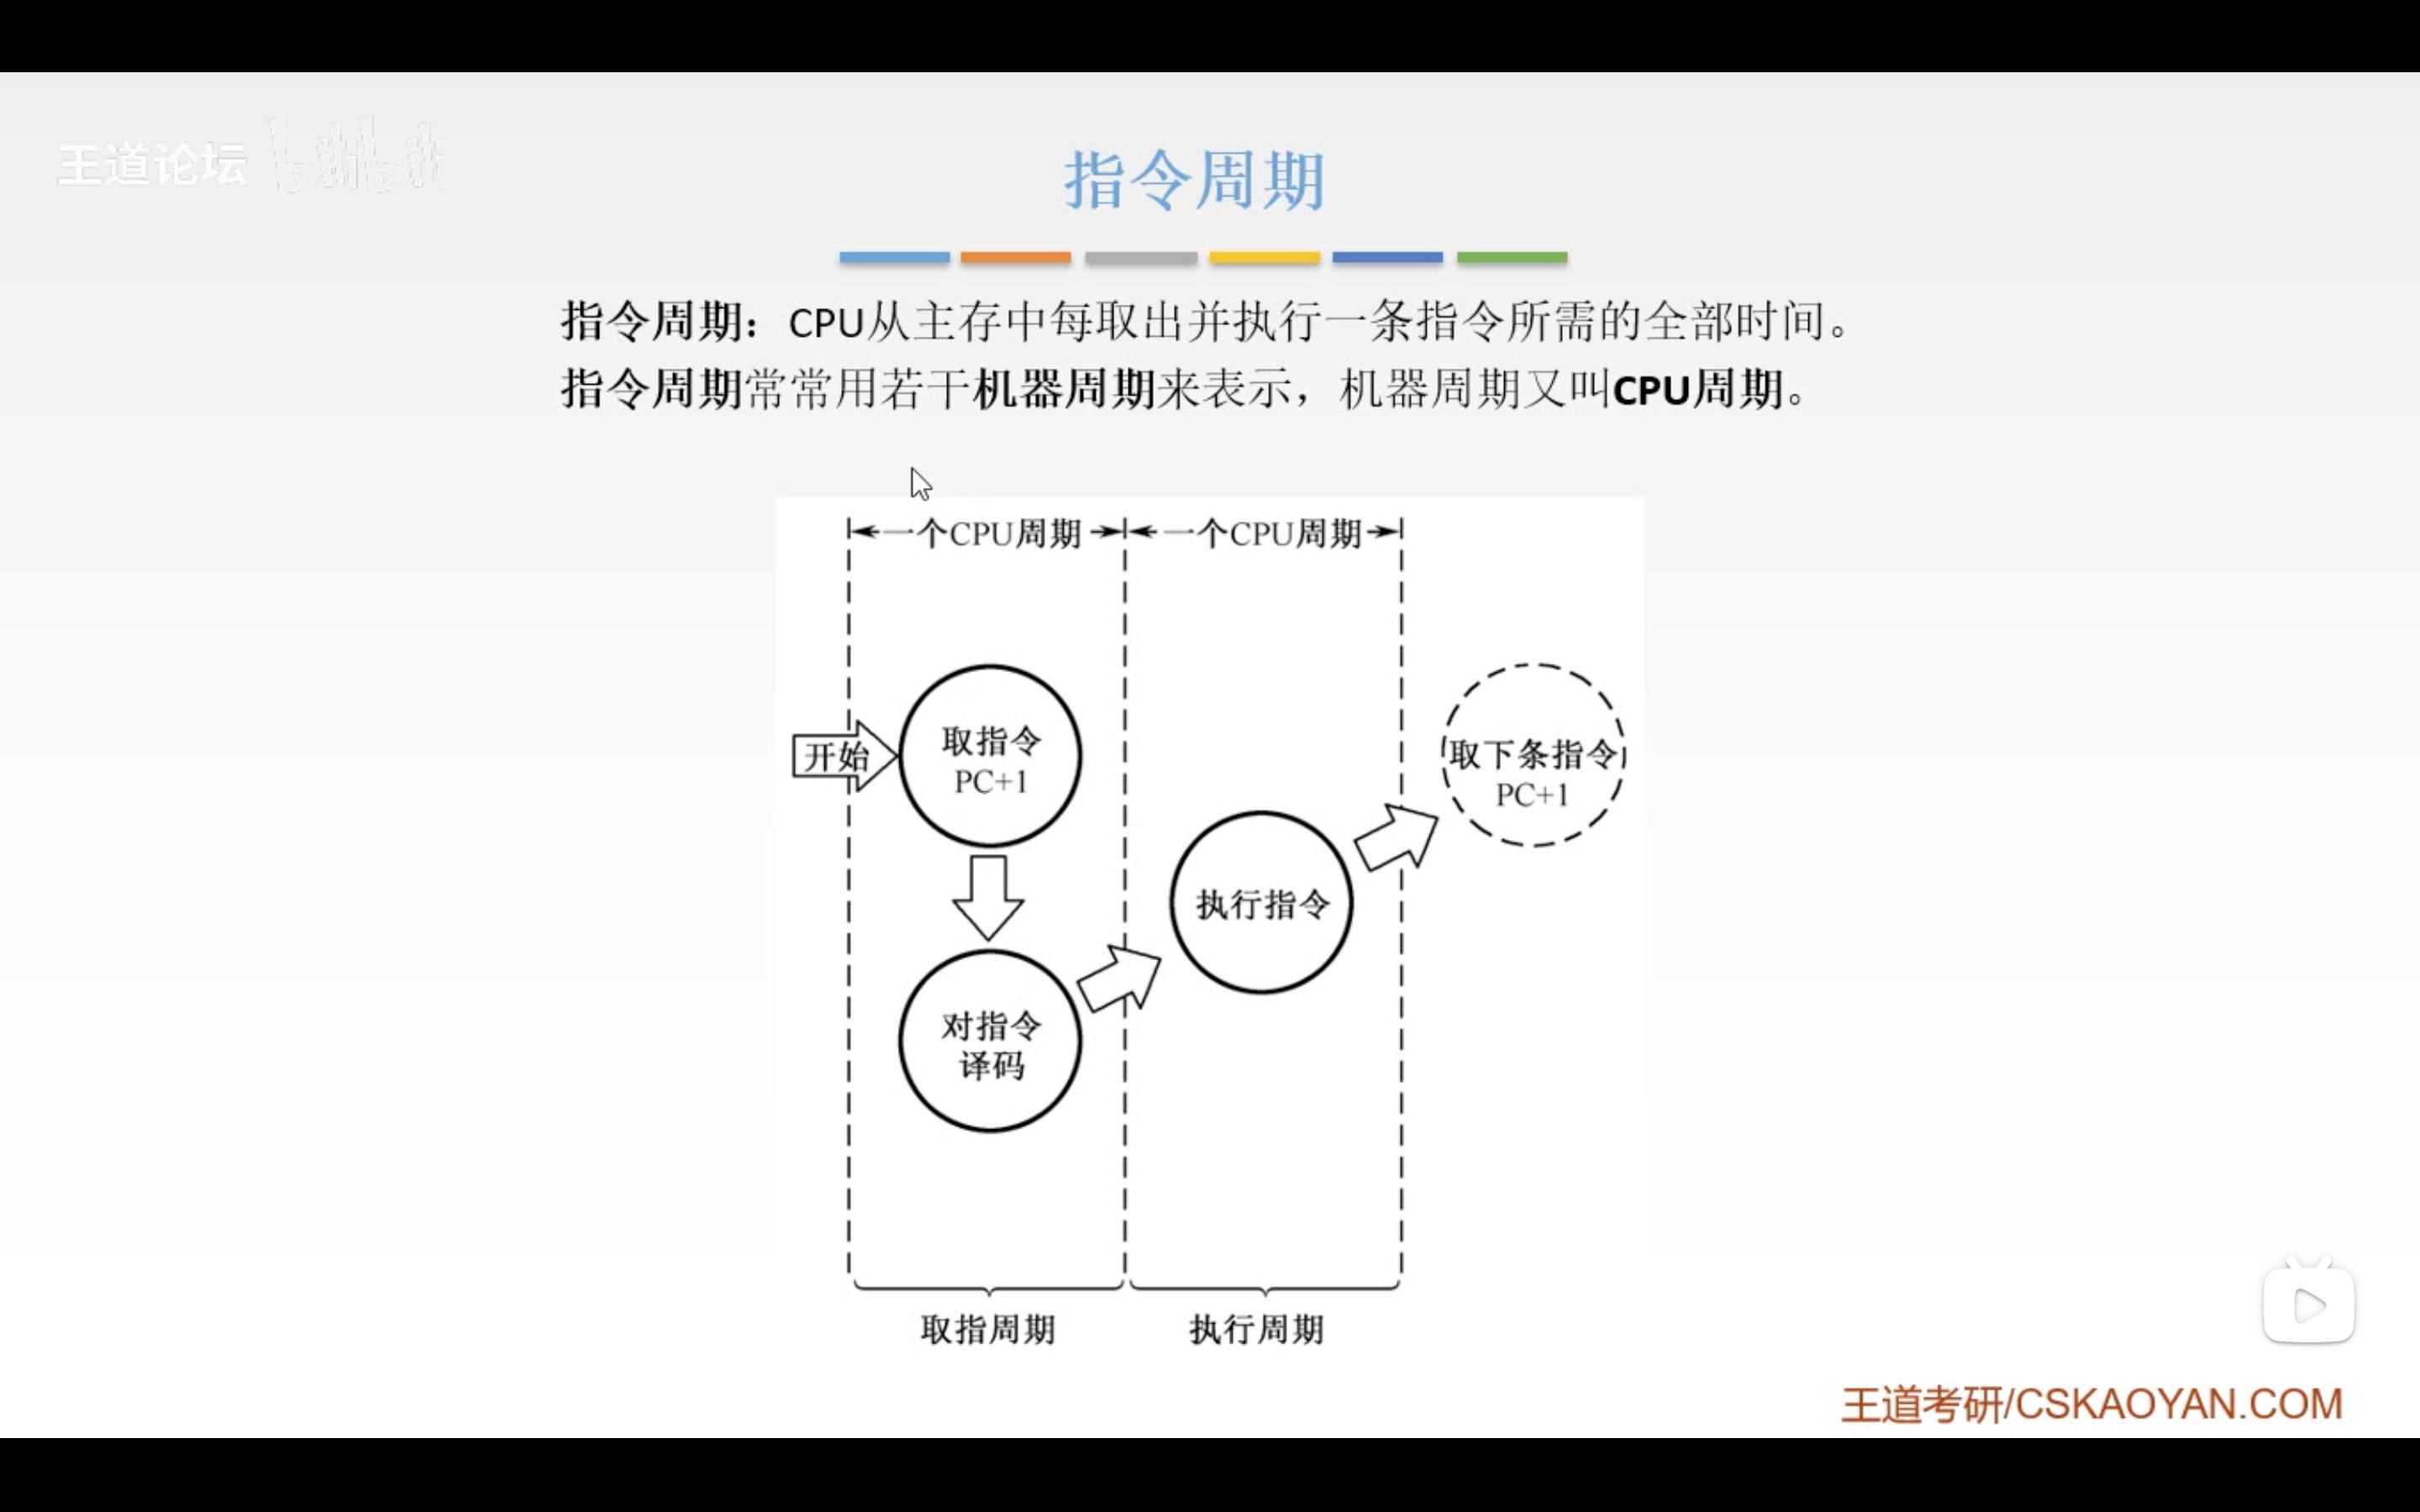 王道论坛 bilibili
指令周期
指令周期：CPU从主存中每取出并执行一条指令所需的全部时间。
指令周期常常用若干机器周期来表示，机器周期又叫CPU周期。
一个CPU周期 一个CPU周期
开始
取指令
PC+1
取下条指令
PC+1
执行指令
对指令
译码
取指周期 执行周期
王道考研/CSKAOYAN.COM